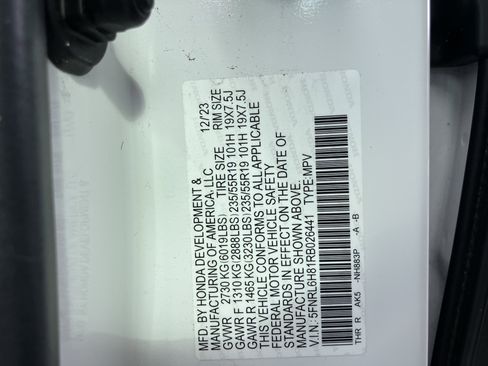 MFD. BY HONDA DEVELOPMENT &
MANUFACTURING OF AMERICA, LLC 12/23
GVWR 2730 KG(6019LBS) TIRE SIZE RIM SIZE
GAWR F 1310 KG(2888LBS)235/55R19 101H 19X7.5J
GAWR R 1465 KG(3230LBS)235/55R19 101H 19X7.5J
THIS VEHICLE CONFORMS TO ALL APPLICABLE
FEDERAL MOTOR VEHICLE SAFETY
STANDARDS IN EFFECT ON THE DATE OF
MANUFACTURE SHOWN ABOVE.
V.I.N.: 5FNRL6H81RB026441 TYPE:MPV
THR R AK5 -NH883P -A -B